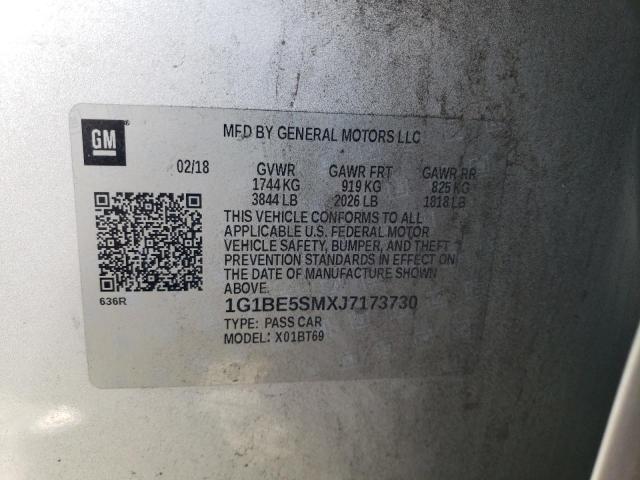 GM
MFD BY GENERAL MOTORS LLC
02/18 GVWR GAWR FRT GAWR RR
1744 KG 919 KG 825 KG
3844 LB 2026 LB 1818 LB
THIS VEHICLE CONFORMS TO ALL
APPLICABLE U.S. FEDERAL MOTOR
VEHICLE SAFETY, BUMPER, AND THEFT
PREVENTION STANDARDS IN EFFECT ON
THE DATE OF MANUFACTURE SHOWN
ABOVE.
636R
1G1BE5SMXJ7173730
TYPE: PASS CAR
MODEL: X01BT69